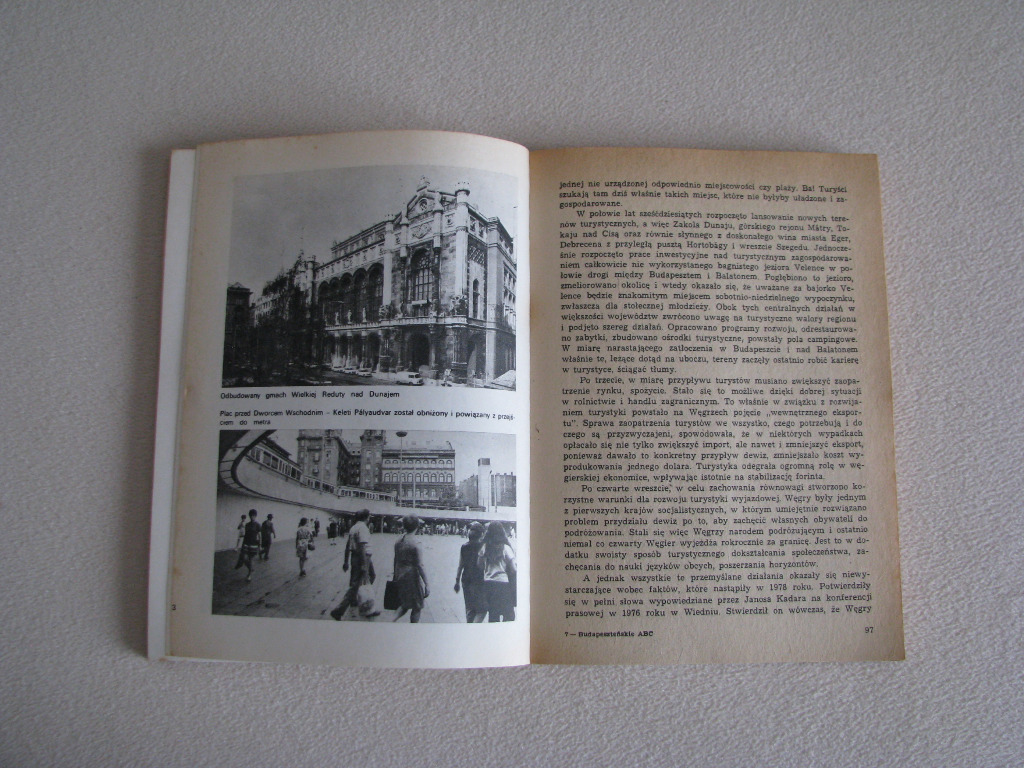 Odbudowany gmach Wielkiej Reduty nad Dunajem
Plac przed Dworcem Wschodnim – Keleti Pályaudvar został obniżony i powiązany z przejś-
ciem do metra
jednej nie urządzonej odpowiednio miejscowości czy plaży. Ba! Turyści
szukają tam dziś właśnie takich miejsc, które nie byłyby uładzone i za-
gospodarowane.
W połowie lat sześćdziesiątych rozpoczęto lansowanie nowych tere-
nów turystycznych, a więc Zakola Dunaju, górskiego rejonu Mátry, To-
kaju nad Cisą oraz równie słynnego z doskonałego wina miasta Eger,
Debrecena z przyległą pusztą Hortobágy i wreszcie Szegedu. Jednocze-
śnie rozpoczęto prace inwestycyjne nad turystycznym zagospodarowa-
niem całkowicie nie wykorzystanego bagnistego jeziora Velence w po-
łowie drogi między Budapesztem i Balatonem. Pogłębiono to jezioro,
zmeliorowano okolicę i wtedy okazało się, że uważane za bajorko Ve-
lence będzie znakomitym miejscem sobotnio-niedzielnego wypoczynku,
zwłaszcza dla stołecznej młodzieży. Obok tych centralnych działań w
większości województw zwrócono uwagę na turystyczne walory regionu
i podjęto szereg działań. Opracowano programy rozwoju, odrestaurowa-
no zabytki, zbudowano ośrodki turystyczne, powstały pola campingowe.
W miarę narastającego zatłoczenia w Budapeszcie i nad Balatonem
właśnie te, leżące dotąd na uboczu, tereny zaczęły ostatnio robić karierę
w turystyce, ściągać tłumy.
Po trzecie, w miarę przypływu turystów musiano zwiększyć zaopa-
trzenie rynku, spożycie. Stało się to możliwe dzięki dobrej sytuacji
w rolnictwie i handlu zagranicznym. To właśnie w związku z rozwija-
niem turystyki powstało na Węgrzech pojęcie „wewnętrznego ekspor-
tu". Sprawa zaopatrzenia turystów we wszystko, czego potrzebują i do
czego są przyzwyczajeni, spowodowała, że w niektórych wypadkach
opłacało się nie tylko zwiększyć import, ale nawet i zmniejszyć eksport,
ponieważ dawało to konkretny przypływ dewiz, zmniejszało koszt wy-
produkowania jednego dolara. Turystyka odegrała ogromną rolę w wę-
gierskiej ekonomice, wpływając istotnie na stabilizację forinta.
Po czwarte wreszcie, w celu zachowania równowagi stworzono ko-
rzystne warunki dla rozwoju turystyki wyjazdowej. Węgry były jednym
z pierwszych krajów socjalistycznych, w którym umiejętnie rozwiązano
problem przydziału dewiz po to, aby zachęcić własnych obywateli do
podróżowania. Stali się więc Węgrzy narodem podróżującym i ostatnio
niemal co czwarty Węgier wyjeżdża rokrocznie za granicę. Jest to w do-
datku swoisty sposób turystycznego dokształcania społeczeństwa, za-
chęcania do nauki języków obcych, poszerzania horyzontów.
A jednak wszystkie te przemyślane działania okazały się niewy-
starczające wobec faktów, które nastąpiły w 1978 roku. Potwierdziły
się w pełni słowa wypowiedziane przez Janosa Kadara na konferencji
prasowej w 1976 roku w Wiedniu. Stwierdził on wówczas, że Węgry
7 — Budapeszteńskie ABC
97